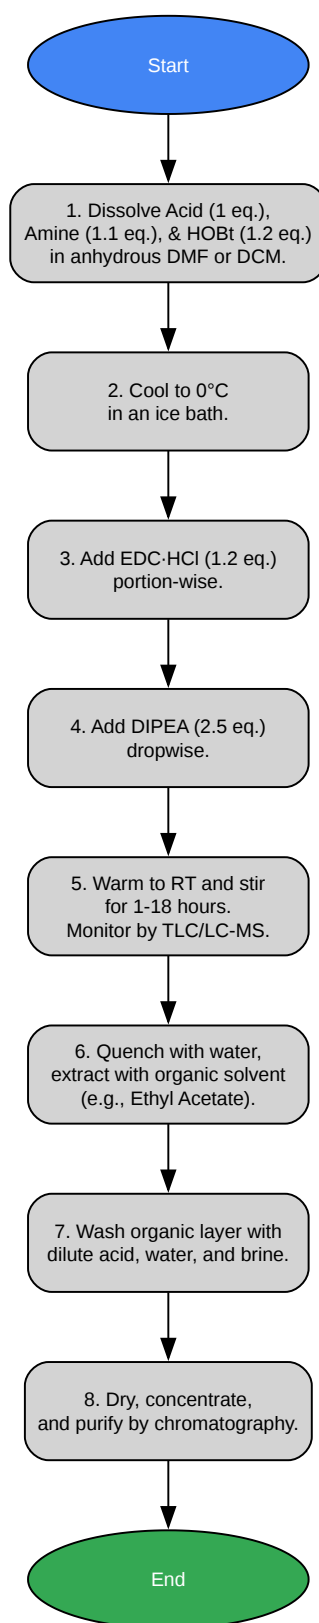 Start
1. Dissolve Acid (1 eq.),
Amine (1.1 eq.), & HOBt (1.2 eq.)
in anhydrous DMF or DCM.
2. Cool to 0°C
in an ice bath.
3. Add EDC·HCl (1.2 eq.)
portion-wise.
4. Add DIPEA (2.5 eq.)
dropwise.
5. Warm to RT and stir
for 1-18 hours.
Monitor by TLC/LC-MS.
6. Quench with water,
extract with organic solvent
(e.g., Ethyl Acetate).
7. Wash organic layer with
dilute acid, water, and brine.
8. Dry, concentrate,
and purify by chromatography.
End